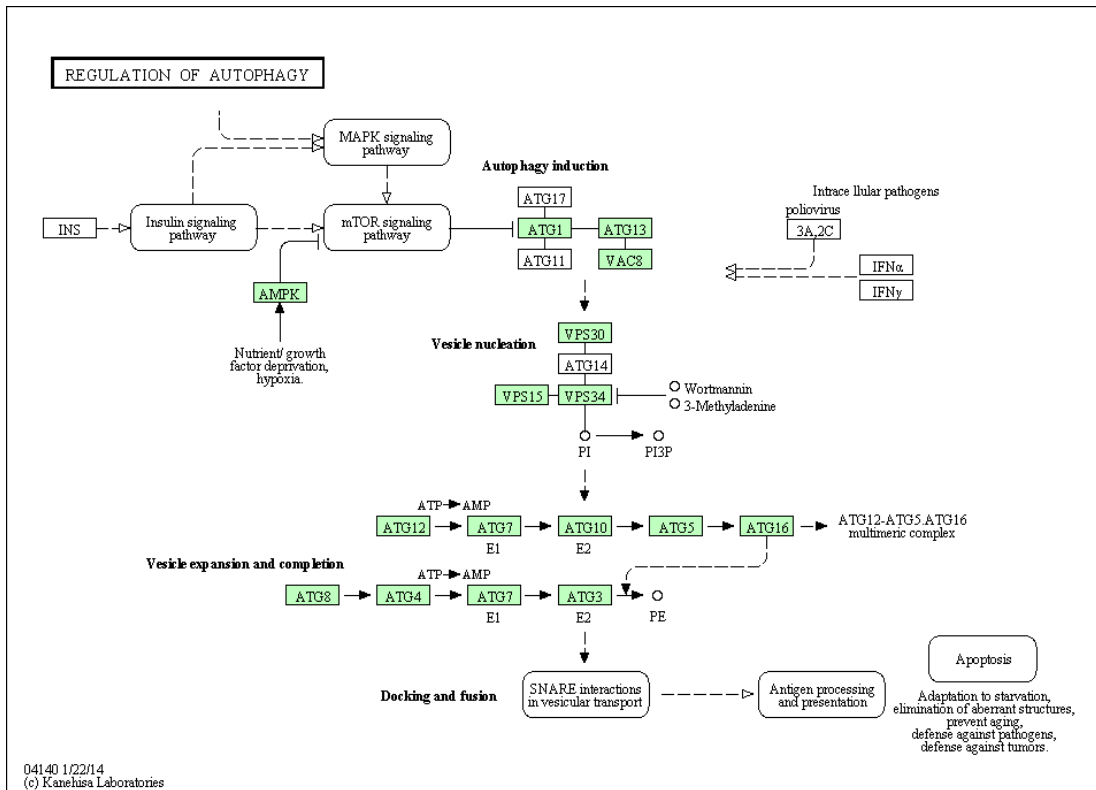 REGULATION OF AUTOPHAGY
MAPK signaling
pathway
Autophagy induction
INS
Insulin signaling
pathway
mTOR signaling
pathway
ATG17
ATG1
ATG13
ATG11
VAC8
Intrace llular pathogens
poliovirus
3A,2C
IFNα
IFNγ
AMPK
Nutrient/ growth
factor deprivation,
hypoxia.
Vesicle nucleation
VPS30
ATG14
VPS15
VPS34
Wortmannin
3-Methyladenine
PI
PI3P
ATP
AMP
ATG12
ATG7
ATG10
ATG5
ATG16
ATG12-ATG5.ATG16
multimeric complex
E1
E2
Vesicle expansion and completion
ATP
AMP
ATG8
ATG4
ATG7
ATG3
E1
E2
PE
Docking and fusion
SNARE interactions
in vesicular transport
Antigen processing
and presentation
Apoptosis
Adaptation to starvation,
elimination of aberrant structures,
prevent aging,
defense against pathogens,
defense against tumors.
04140 1/22/14
(c) Kanehisa Laboratories